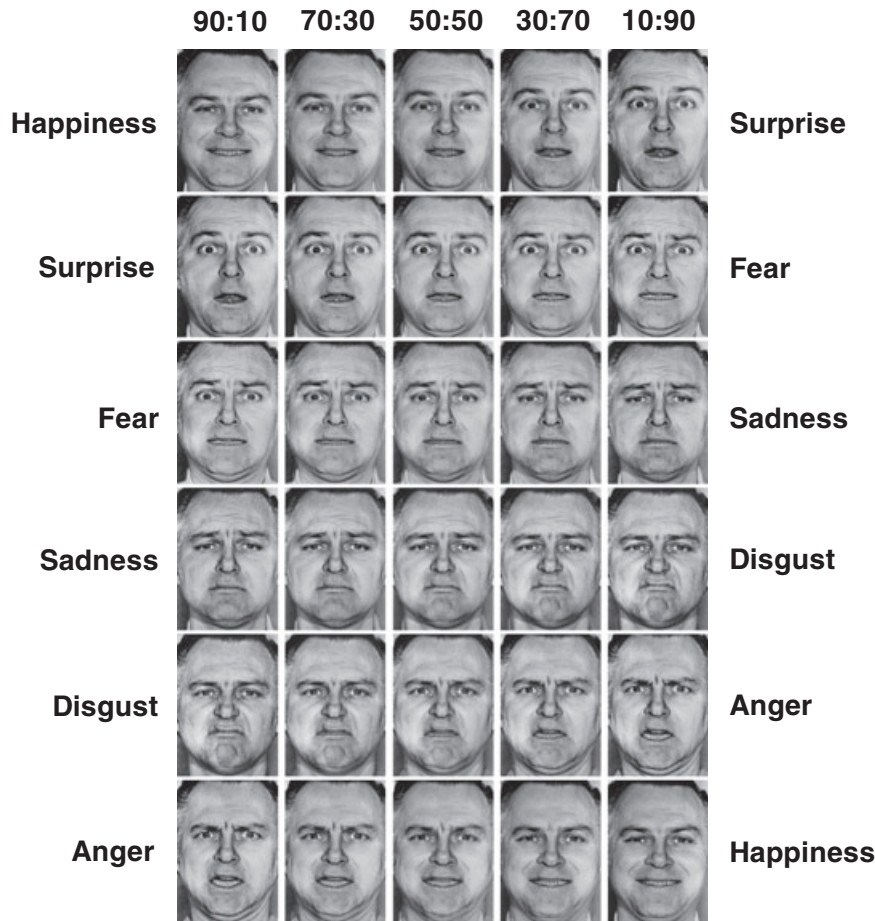 90:10 70:30 50:50 30:70 10:90
Happiness Surprise
Surprise Fear
Fear Sadness
Sadness Disgust
Disgust Anger
Anger Happiness